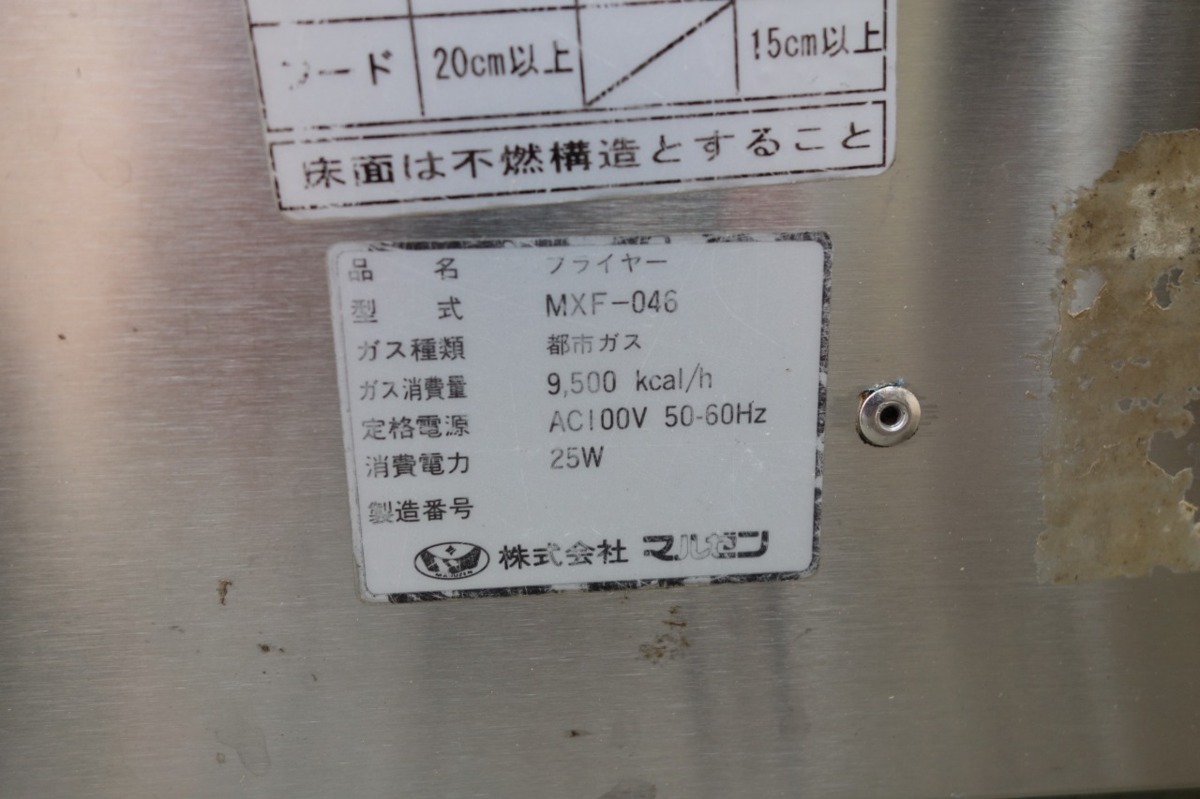 フード 20cm以上 15cm以上
床面は不燃構造とすること
品名 フライヤー
型式 MXF-046
ガス種類 都市ガス
ガス消費量 9,500 kcal/h
定格電源 AC100V 50-60Hz
消費電力 25W
製造番号
株式会社 マルゼン